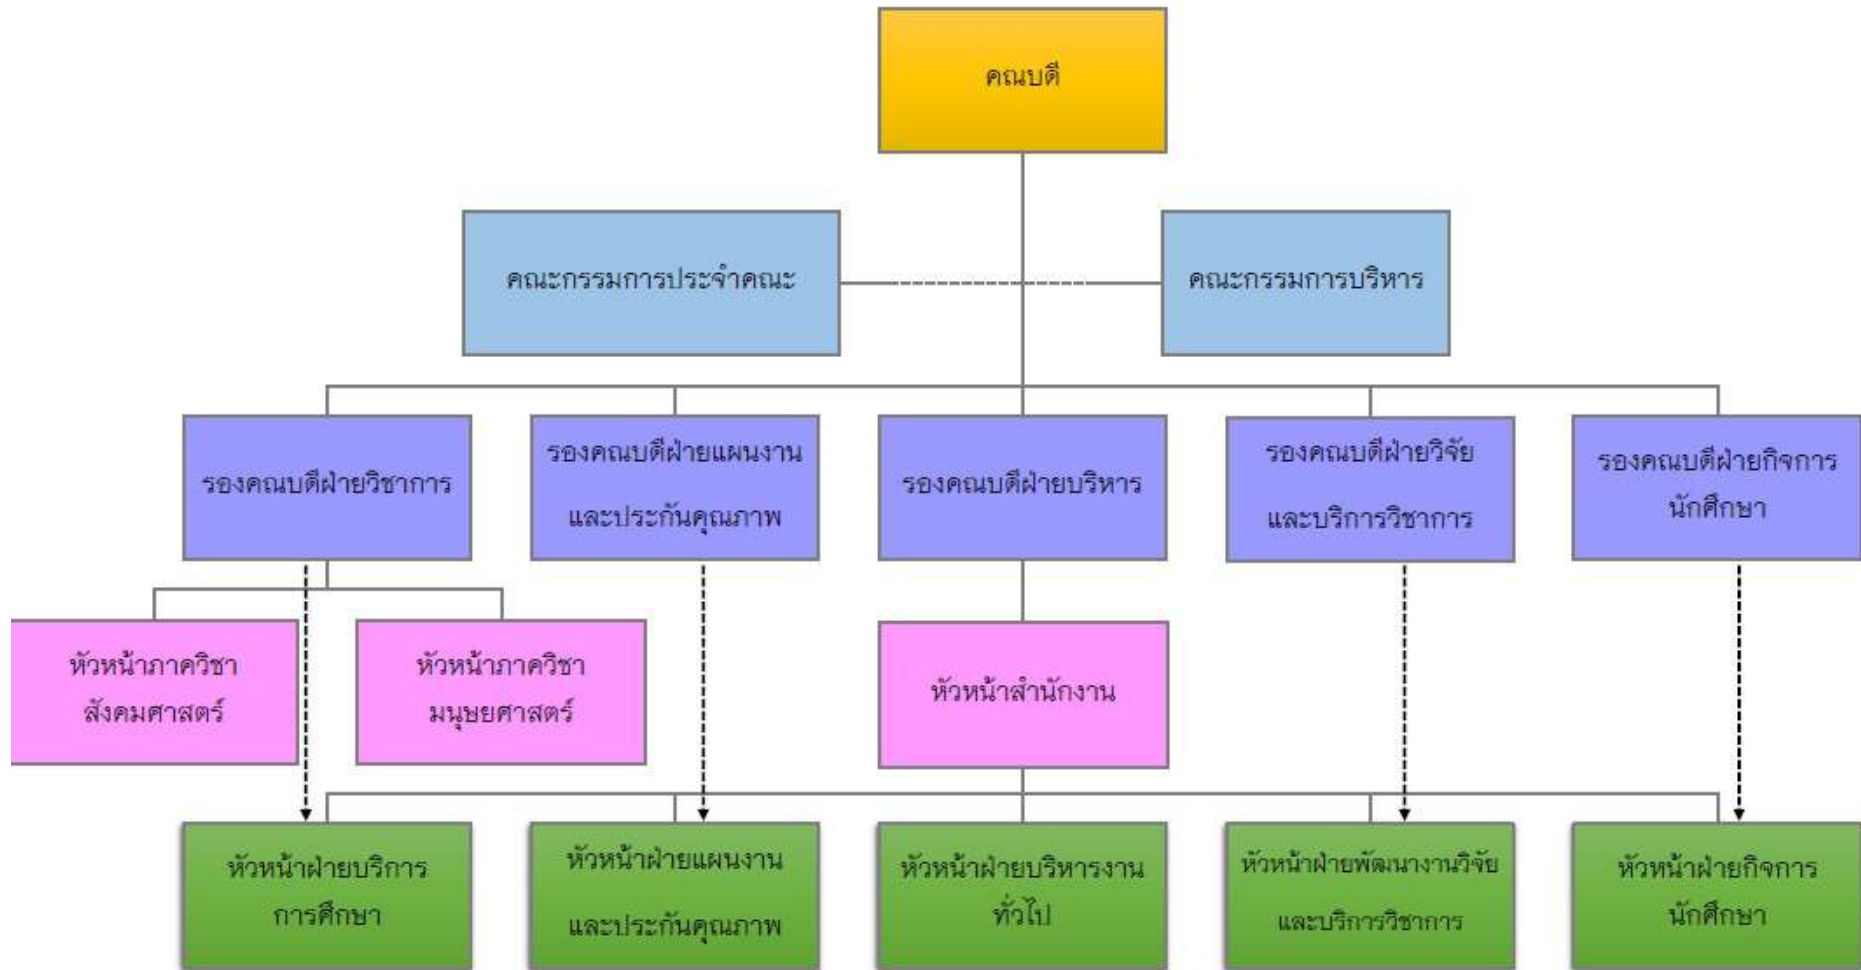 คณบดี
คณะกรรมการประจำคณะ
คณะกรรมการบริหาร
รองคณบดีฝ่ายวิชาการ
รองคณบดีฝ่ายแผนงาน
และประกันคุณภาพ
รองคณบดีฝ่ายบริหาร
รองคณบดีฝ่ายวิจัย
และบริการวิชาการ
รองคณบดีฝ่ายกิจการ
นักศึกษา
หัวหน้าภาควิชา
สังคมศาสตร์
หัวหน้าภาควิชา
มนุษยศาสตร์
หัวหน้าสำนักงาน
หัวหน้าฝ่ายบริการ
การศึกษา
หัวหน้าฝ่ายแผนงาน
และประกันคุณภาพ
หัวหน้าฝ่ายบริหารงาน
ทั่วไป
หัวหน้าฝ่ายพัฒนางานวิจัย
และบริการวิชาการ
หัวหน้าฝ่ายกิจการ
นักศึกษา